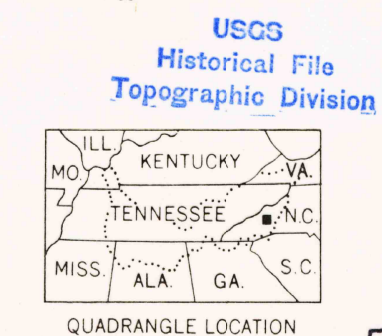 USGS
Historical File
Topographic Division
ILL.
MO. KENTUCKY VA.
TENNESSEE N.C.
MISS. ALA. GA. S.C.
QUADRANGLE LOCATION